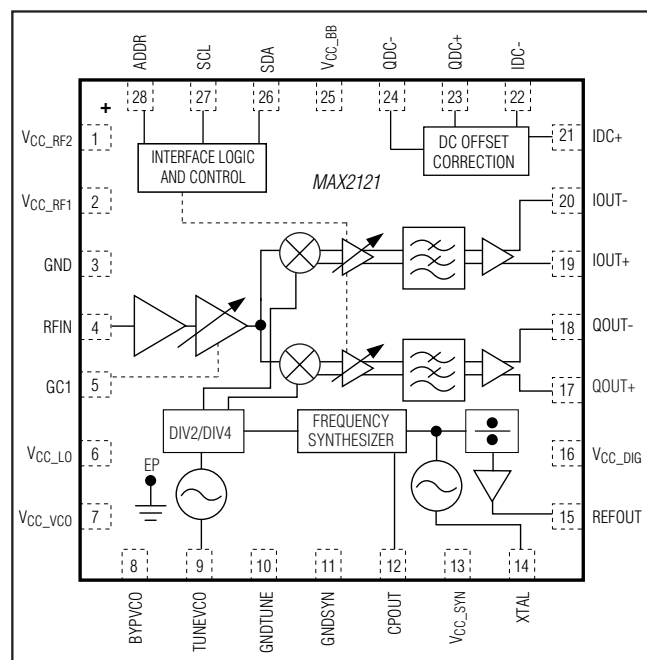 ADDR
SCL
SDA
VCC_BB
QDC-
QDC+
IDC-
28
27
26
25
24
23
22
+
VCC_RF2
1
INTERFACE LOGIC
AND CONTROL
MAX2121
DC OFFSET
CORRECTION
21
IDC+
VCC_RF1
2
20
IOUT-
GND
3
19
IOUT+
RFIN
4
18
QOUT-
GC1
5
17
QOUT+
DIV2/DIV4
FREQUENCY
SYNTHESIZER
VCC_LO
6
16
VCC_DIG
EP
VCC_VCO
7
15
REFOUT
8
9
10
11
12
13
14
BYPVCO
TUNEVCO
GNDTUNE
GNDSYN
CPOUT
VCC_SYN
XTAL